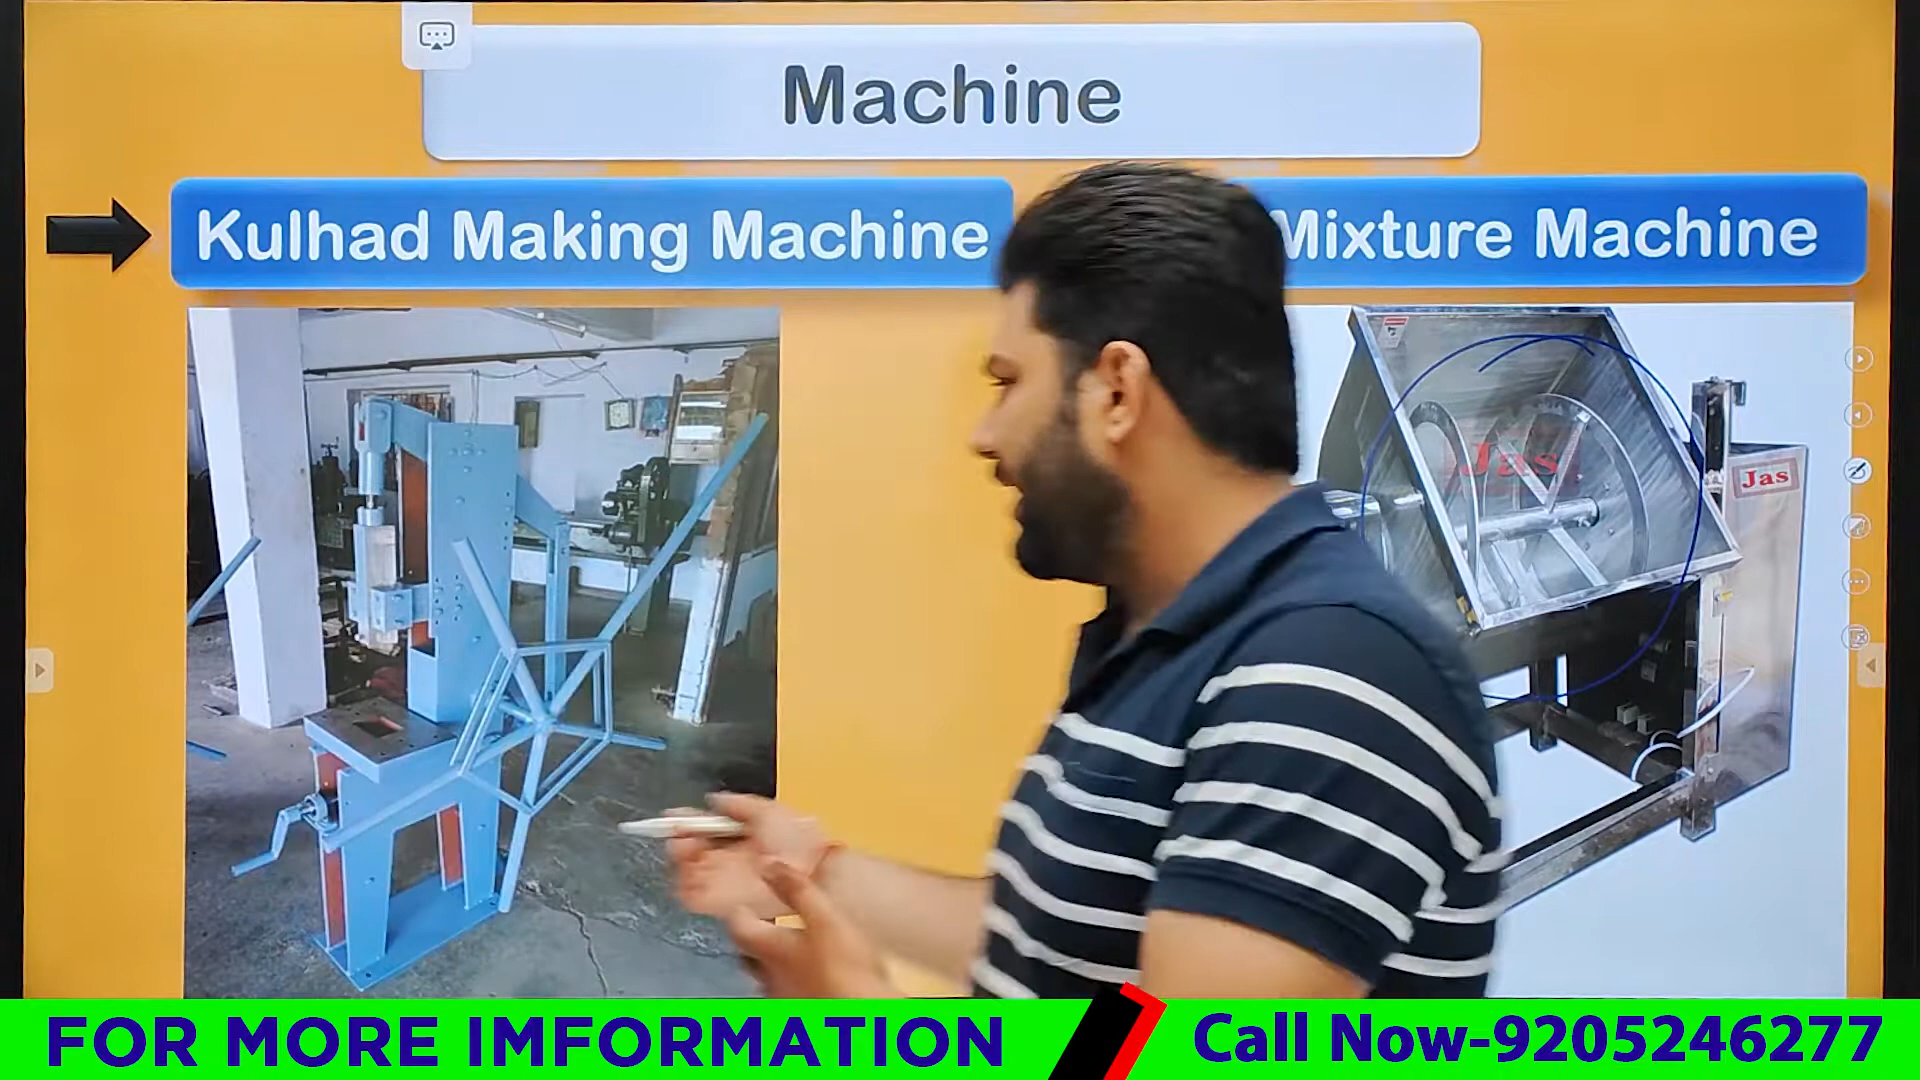 Machine
Kulhad Making Machine
Mixture Machine
Jas
Jas
FOR MORE IMFORMATION
Call Now-9205246277